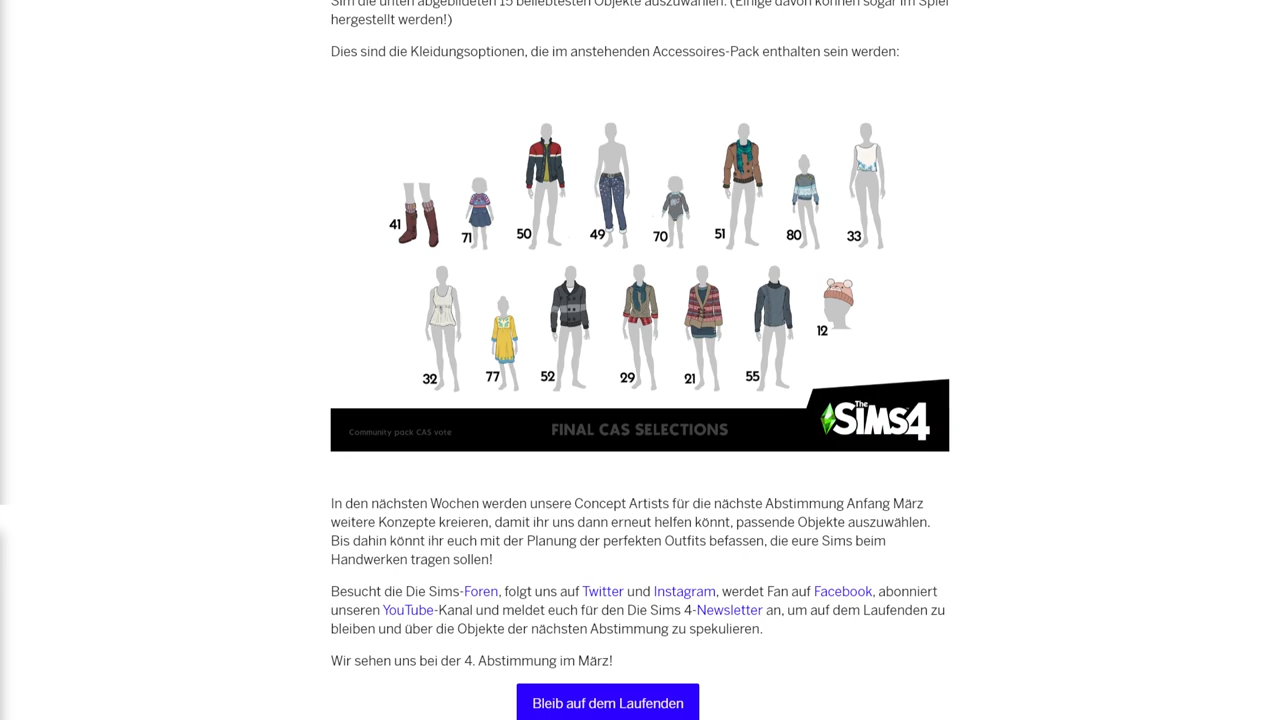 Sim die unten abgebildeten 15 beliebtesten Objekte auszuwählen. (Einige davon können sogar im Spiel
hergestellt werden!)
Dies sind die Kleidungsoptionen, die im anstehenden Accessoires-Pack enthalten sein werden:
41
71
50
49
70
51
80
33
32
77
52
29
21
55
12
Community pack CAS vote
FINAL CAS SELECTIONS
The SIMS 4
In den nächsten Wochen werden unsere Concept Artists für die nächste Abstimmung Anfang März
weitere Konzepte kreieren, damit ihr uns dann erneut helfen könnt, passende Objekte auszuwählen.
Bis dahin könnt ihr euch mit der Planung der perfekten Outfits befassen, die eure Sims beim
Handwerken tragen sollen!
Besucht die Die Sims-Foren, folgt uns auf Twitter und Instagram, werdet Fan auf Facebook, abonniert
unseren YouTube-Kanal und meldet euch für den Die Sims 4-Newsletter an, um auf dem Laufenden zu
bleiben und über die Objekte der nächsten Abstimmung zu spekulieren.
Wir sehen uns bei der 4. Abstimmung im März!
Bleib auf dem Laufenden